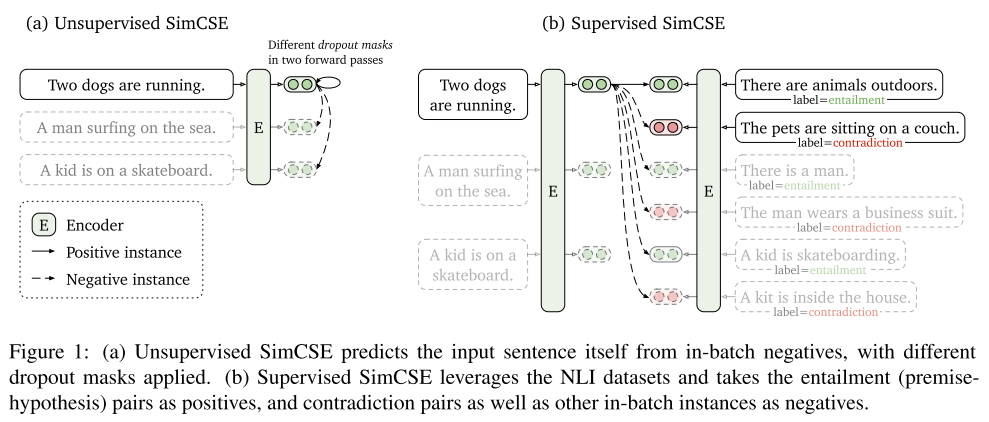 (a) Unsupervised SimCSE
Different dropout masks
in two forward passes
Two dogs are running.
A man surfing on the sea.
A kid is on a skateboard.
E
E Encoder
Positive instance
Negative instance
(b) Supervised SimCSE
Two dogs
are running.
A man surfing
on the sea.
A kid is on a
skateboard.
E
E
There are animals outdoors.
label=entailment
The pets are sitting on a couch.
label=contradiction
There is a man.
label=entailment
The man wears a business suit.
label=contradiction
A kid is skateboarding.
label=entailment
A kit is inside the house.
label=contradiction
Figure 1: (a) Unsupervised SimCSE predicts the input sentence itself from in-batch negatives, with different
dropout masks applied. (b) Supervised SimCSE leverages the NLI datasets and takes the entailment (premise-
hypothesis) pairs as positives, and contradiction pairs as well as other in-batch instances as negatives.